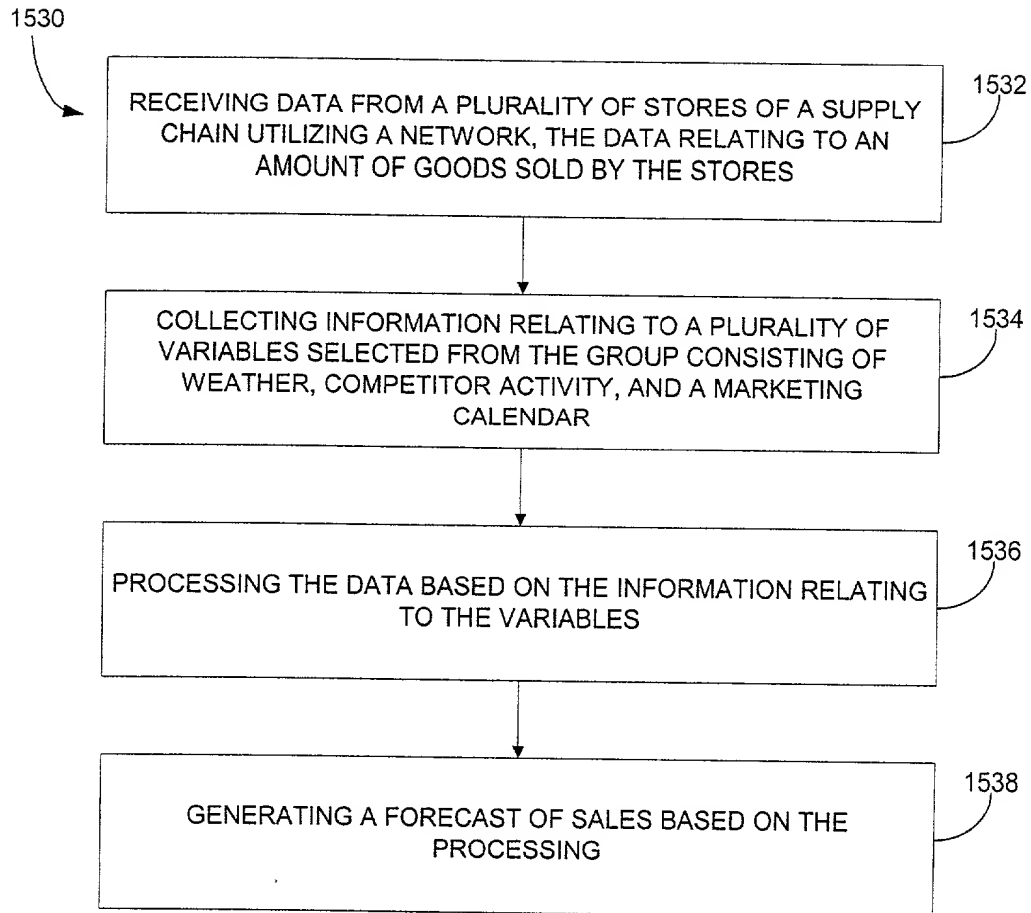 1530
1532
RECEIVING DATA FROM A PLURALITY OF STORES OF A SUPPLY
CHAIN UTILIZING A NETWORK, THE DATA RELATING TO AN
AMOUNT OF GOODS SOLD BY THE STORES
1534
COLLECTING INFORMATION RELATING TO A PLURALITY OF
VARIABLES SELECTED FROM THE GROUP CONSISTING OF
WEATHER, COMPETITOR ACTIVITY, AND A MARKETING
CALENDAR
1536
PROCESSING THE DATA BASED ON THE INFORMATION RELATING
TO THE VARIABLES
1538
GENERATING A FORECAST OF SALES BASED ON THE
PROCESSING